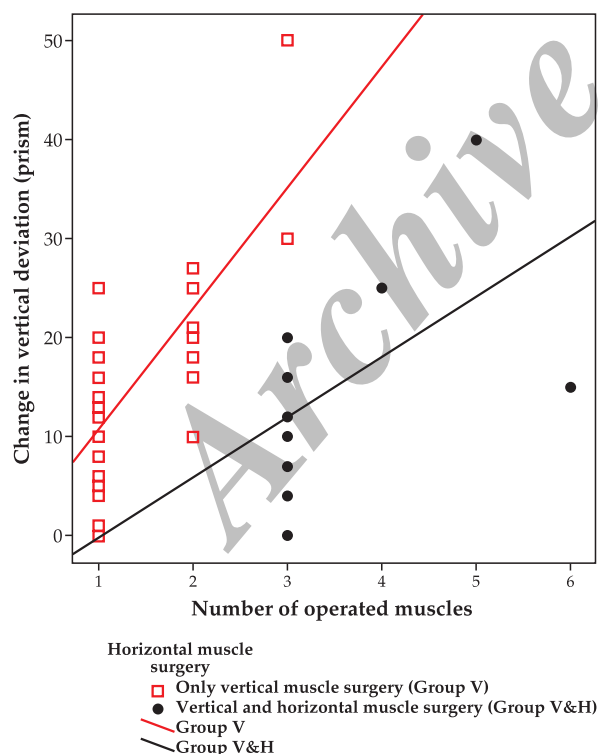 50
40
30
20
10
0
Change in vertical deviation (prism)
Archive
1 2 3 4 5 6
Number of operated muscles
Horizontal muscle
surgery
Only vertical muscle surgery (Group V)
Vertical and horizontal muscle surgery (Group V&H)
Group V
Group V&H